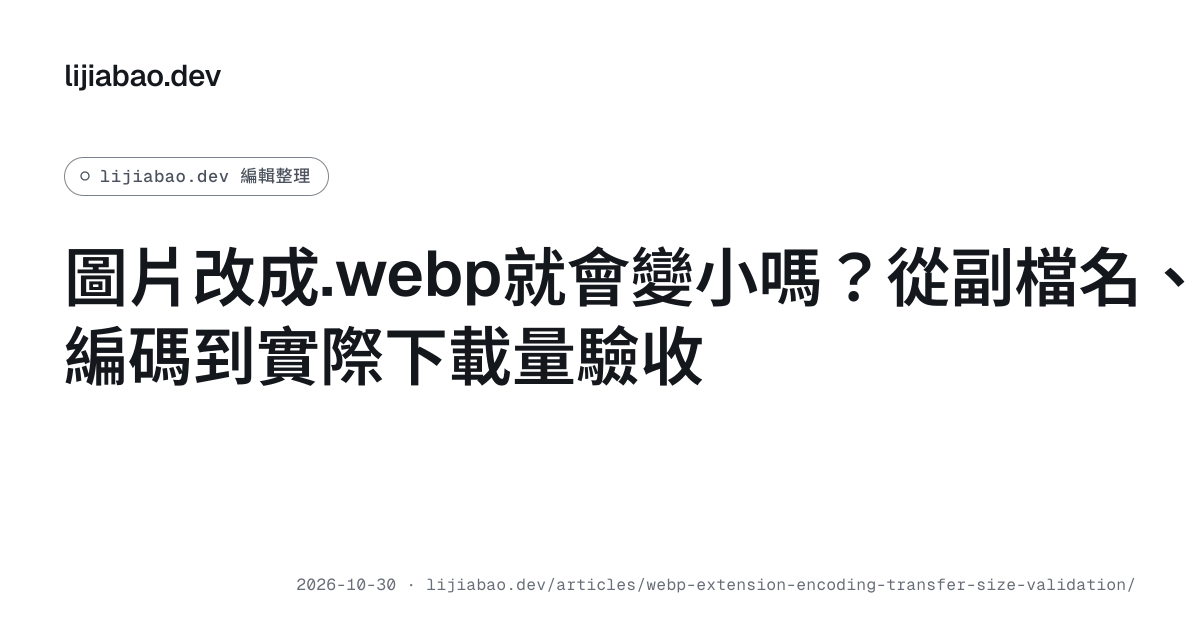 lijiabao.dev
lijiabao.dev 編輯整理
圖片改成.webp就會變小嗎？從副檔名、
編碼到實際下載量驗收
2026-10-30 · lijiabao.dev/articles/webp-extension-encoding-transfer-size-validation/